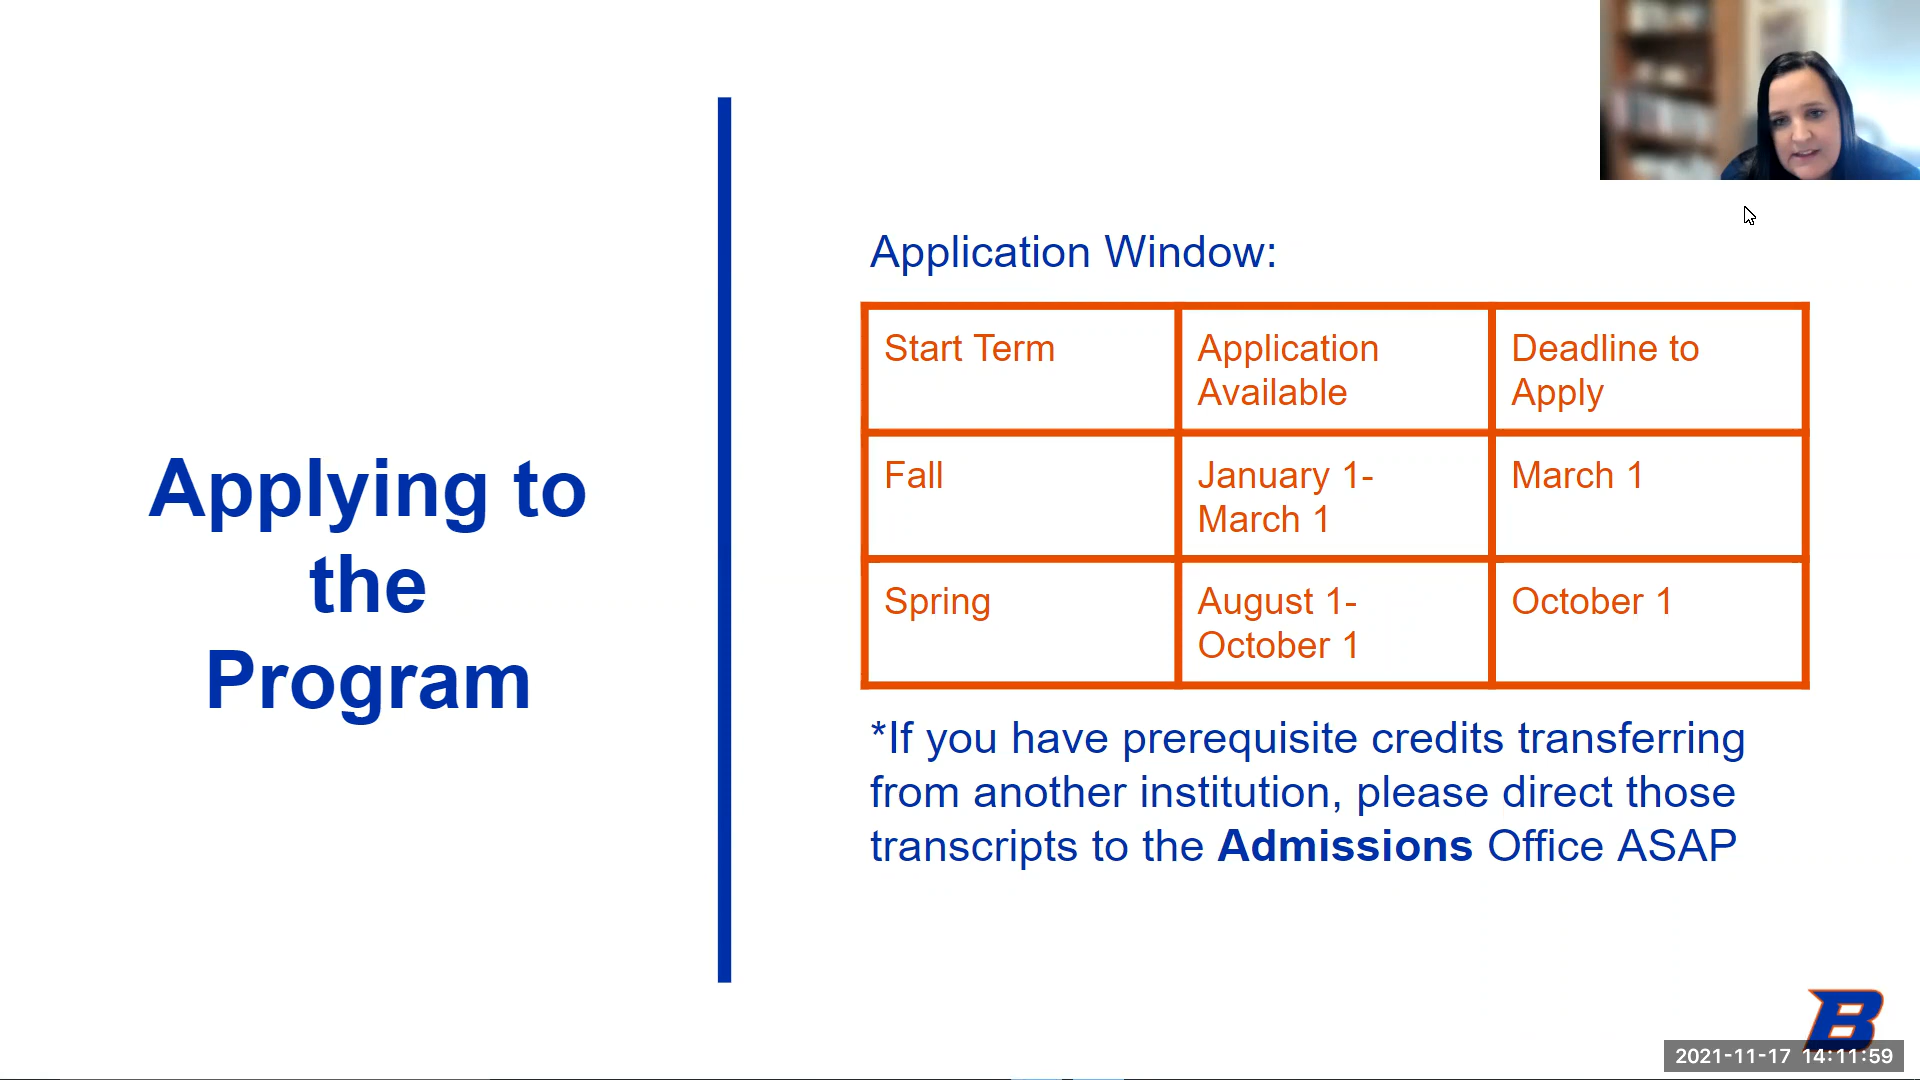 Applying to
the
Program
Application Window:
Start Term
Application
Available
Deadline to
Apply
Fall
January 1-
March 1
March 1
Spring
August 1-
October 1
October 1
*If you have prerequisite credits transferring
from another institution, please direct those
transcripts to the Admissions Office ASAP
B
2021-11-17 14:11:59